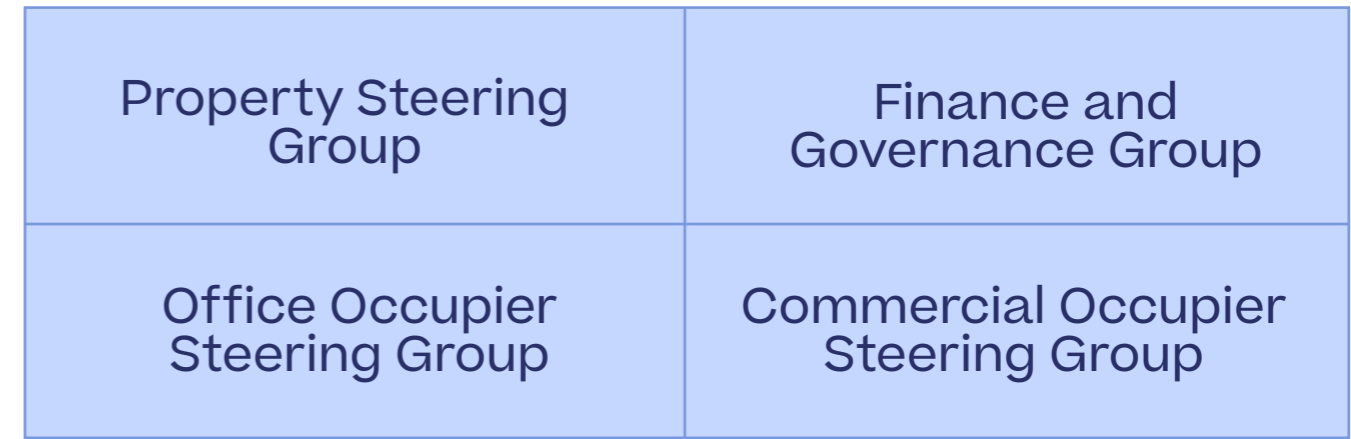 Property Steering
Group
Finance and
Governance Group
Office Occupier
Steering Group
Commercial Occupier
Steering Group